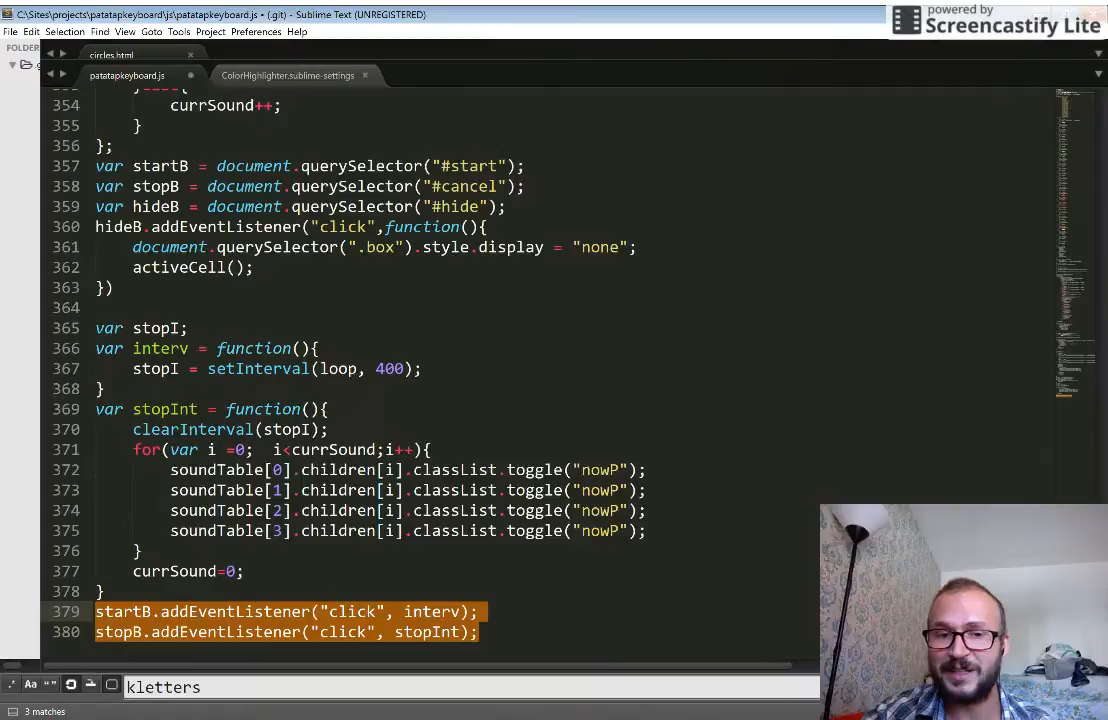 C:\Sites\projects\patatapkeyboard\js\patatapkeyboard.js • (.git) - Sublime Text (UNREGISTERED)
powered by
Screencastify Lite
File Edit Selection Find View Goto Tools Project Preferences Help
FOLDER
circles.html
patatapkeyboard.js
ColorHighlighter.sublime-settings
354 currSound++;
355 }
356 };
357 var startB = document.querySelector("#start");
358 var stopB = document.querySelector("#cancel");
359 var hideB = document.querySelector("#hide");
360 hideB.addEventListener("click",function(){
361 document.querySelector(".box").style.display = "none";
362 activeCell();
363 })
364
365 var stopI;
366 var interv = function(){
367 stopI = setInterval(loop, 400);
368 }
369 var stopInt = function(){
370 clearInterval(stopI);
371 for(var i =0;  i<currSound;i++){
372 soundTable[0].children[i].classList.toggle("nowP");
373 soundTable[1].children[i].classList.toggle("nowP");
374 soundTable[2].children[i].classList.toggle("nowP");
375 soundTable[3].children[i].classList.toggle("nowP");
376 }
377 currSound=0;
378 }
379 startB.addEventListener("click", interv);
380 stopB.addEventListener("click", stopInt);
.* Aa “” kletters
3 matches